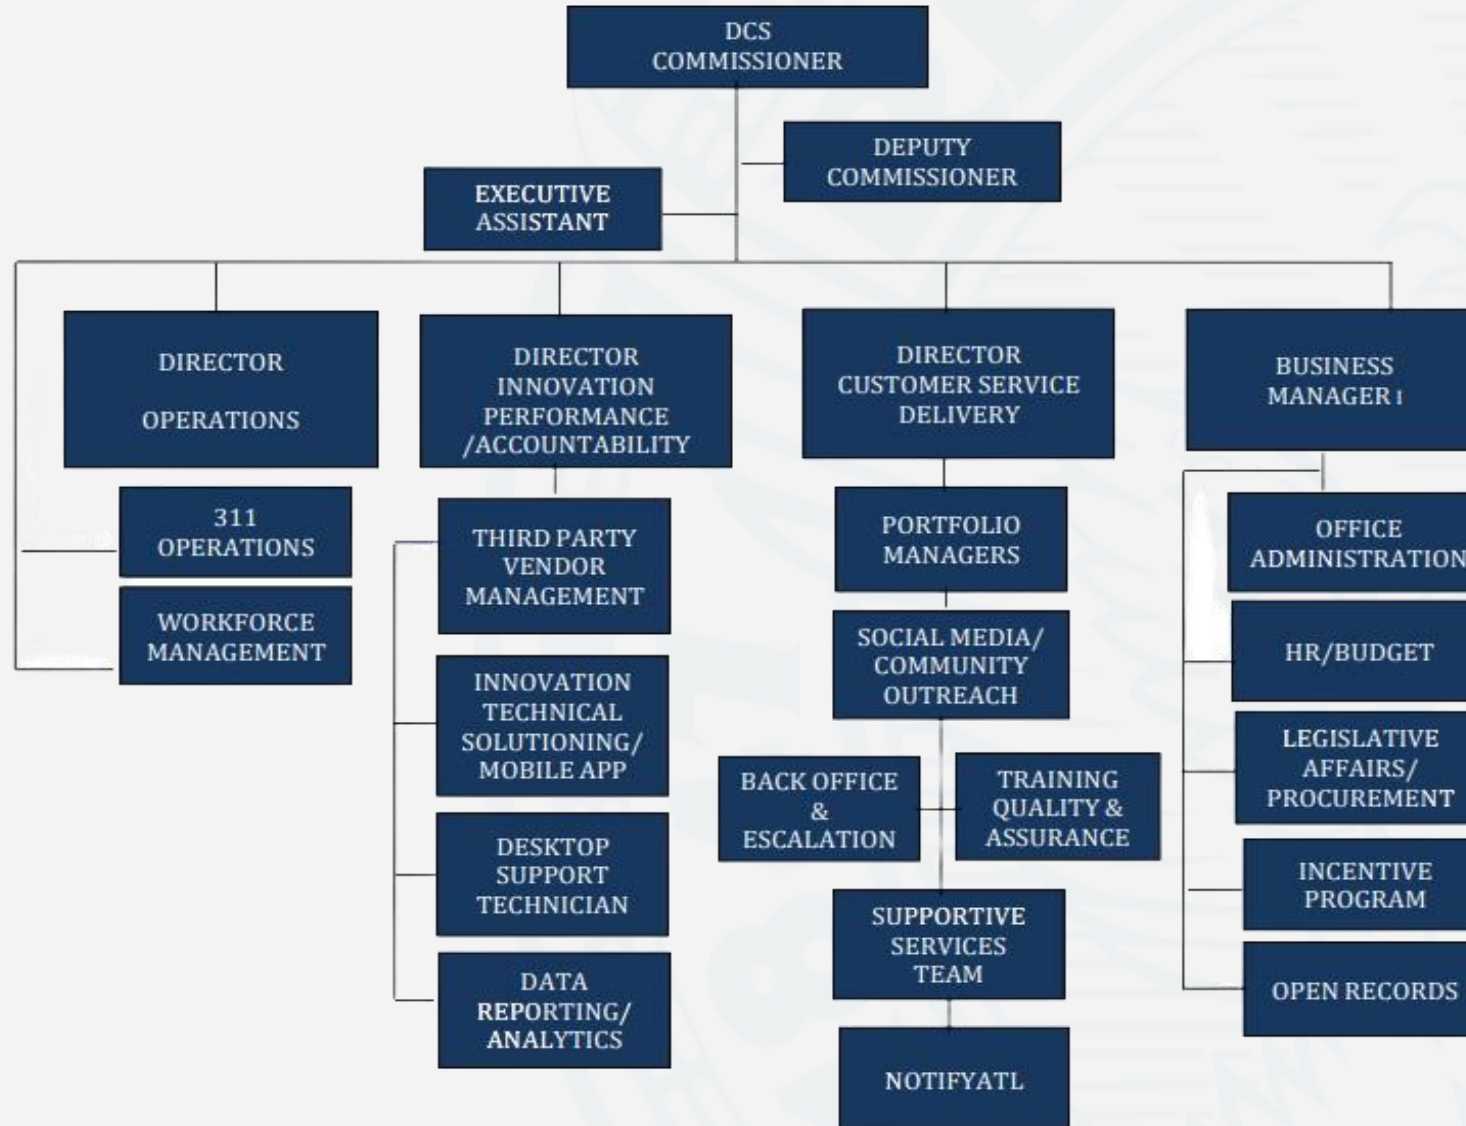 DCS
COMMISSIONER
DEPUTY
COMMISSIONER
EXECUTIVE
ASSISTANT
DIRECTOR
OPERATIONS
311
OPERATIONS
WORKFORCE
MANAGEMENT
DIRECTOR
INNOVATION
PERFORMANCE
/ACCOUNTABILITY
THIRD PARTY
VENDOR
MANAGEMENT
INNOVATION
TECHNICAL
SOLUTIONING/
MOBILE APP
DESKTOP
SUPPORT
TECHNICIAN
DATA
REPORTING/
ANALYTICS
DIRECTOR
CUSTOMER SERVICE
DELIVERY
PORTFOLIO
MANAGERS
SOCIAL MEDIA/
COMMUNITY
OUTREACH
BACK OFFICE
&
ESCALATION
TRAINING
QUALITY &
ASSURANCE
SUPPORTIVE
SERVICES
TEAM
NOTIFYATL
BUSINESS
MANAGER I
OFFICE
ADMINISTRATION
HR/BUDGET
LEGISLATIVE
AFFAIRS/
PROCUREMENT
INCENTIVE
PROGRAM
OPEN RECORDS